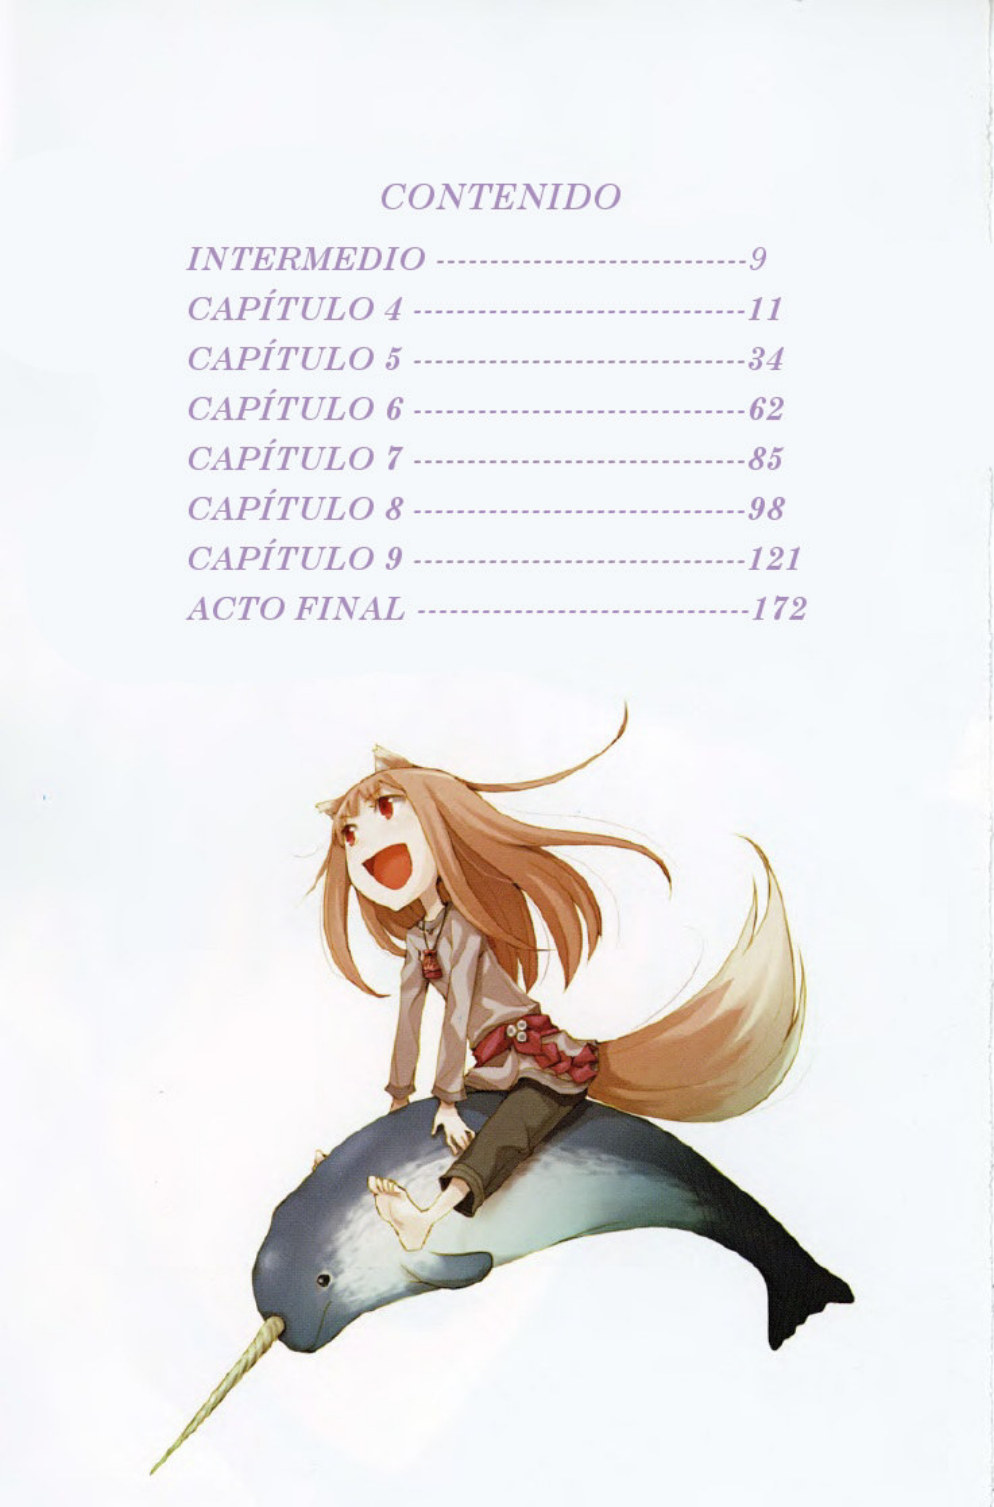 CONTENIDO
INTERMEDIO -----------------------------9
CAPÍTULO 4 -------------------------------11
CAPÍTULO 5 -------------------------------34
CAPÍTULO 6 -------------------------------62
CAPÍTULO 7 -------------------------------85
CAPÍTULO 8 -------------------------------98
CAPÍTULO 9 -------------------------------121
ACTO FINAL -------------------------------172